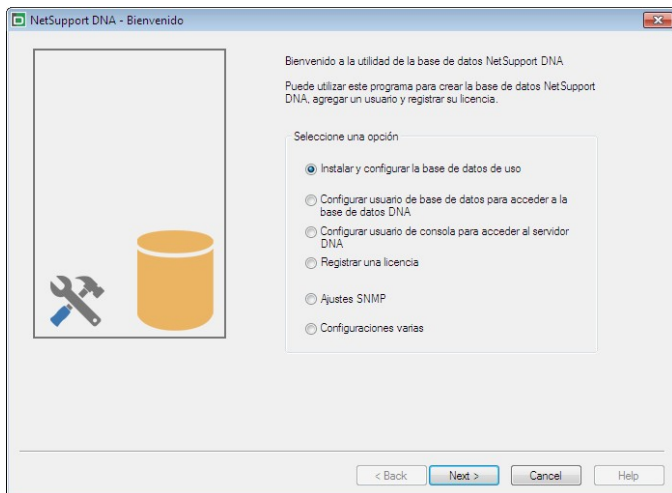 NetSupport DNA - Bienvenido
Bienvenido a la utilidad de la base de datos NetSupport DNA
Puede utilizar este programa para crear la base de datos NetSupport
DNA, agregar un usuario y registrar su licencia.
Seleccione una opción
Instalar y configurar la base de datos de uso
Configurar usuario de base de datos para acceder a la
base de datos DNA
Configurar usuario de consola para acceder al servidor
DNA
Registrar una licencia
Ajustes SNMP
Configuraciones varias
< Back
Next >
Cancel
Help